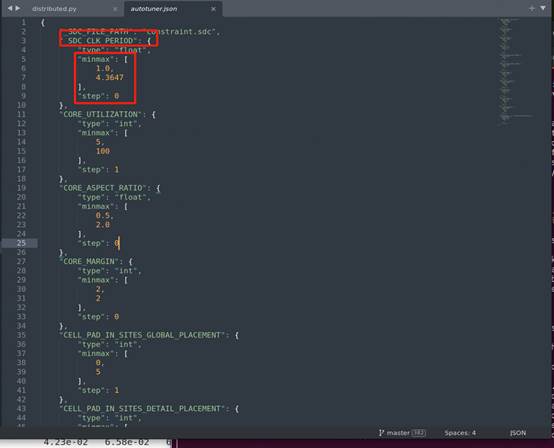 distributed.py
autotuner.json
1 {
2 "_SDC_FILE_PATH": "constraint.sdc",
3 "_SDC_CLK_PERIOD": {
4 "type": "float",
5 "minmax": [
6 1.0,
7 4.3647
8 ],
9 "step": 0
10 },
11 "CORE_UTILIZATION": {
12 "type": "int",
13 "minmax": [
14 5,
15 100
16 ],
17 "step": 1
18 },
19 "CORE_ASPECT_RATIO": {
20 "type": "float",
21 "minmax": [
22 0.5,
23 2.0
24 ],
25 "step": 0
26 },
27 "CORE_MARGIN": {
28 "type": "int",
29 "minmax": [
30 2,
31 2
32 ],
33 "step": 0
34 },
35 "CELL_PAD_IN_SITES_GLOBAL_PLACEMENT": {
36 "type": "int",
37 "minmax": [
38 0,
39 5
40 ],
41 "step": 1
42 },
43 "CELL_PAD_IN_SITES_DETAIL_PLACEMENT": {
44 "type": "int",
45 "minmax": [
master Spaces: 4 JSON
4.23e-02 6.58e-02